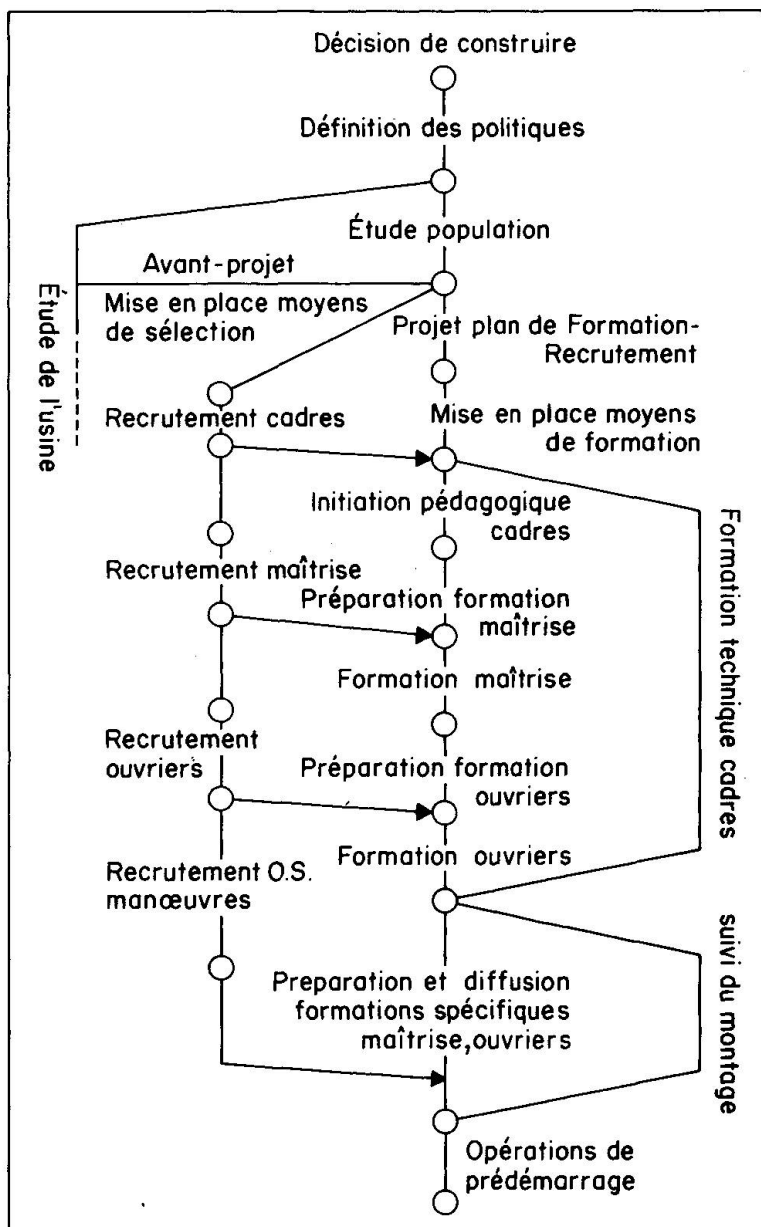 Décision de construire
Définition des politiques
Étude population
Avant-projet
Mise en place moyens
de sélection
Étude de l'usine
Projet plan de Formation-
Recrutement
Recrutement cadres
Mise en place moyens
de formation
Initiation pédagogique
cadres
Formation technique cadres
Recrutement maîtrise
Préparation formation
maîtrise
Formation maîtrise
Recrutement
ouvriers
Préparation formation
ouvriers
Formation ouvriers
Recrutement O.S.
manœuvres
suivi du montage
Preparation et diffusion
formations spécifiques
maîtrise, ouvriers
Opérations de
prédémarrage